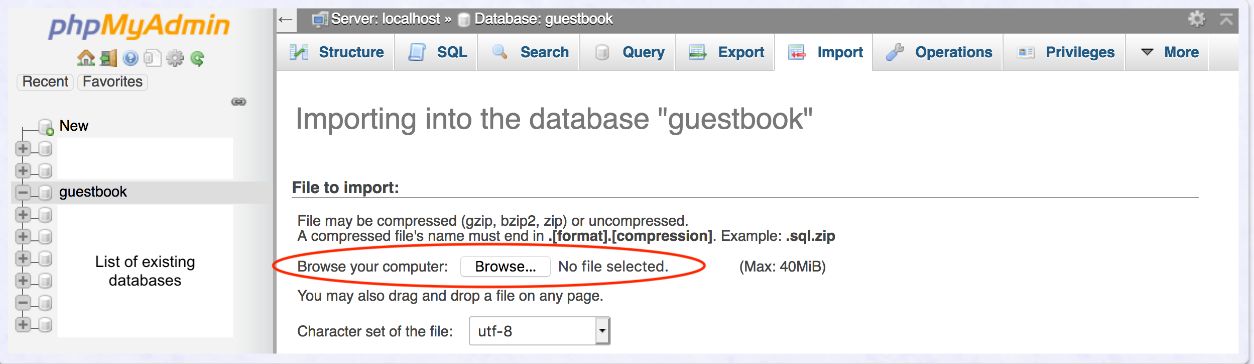 phpMyAdmin
Recent Favorites
New
guestbook
List of existing
databases
Server: localhost » Database: guestbook
Structure SQL Search Query Export Import Operations Privileges More
Importing into the database "guestbook"
File to import:
File may be compressed (gzip, bzip2, zip) or uncompressed.
A compressed file's name must end in .[format].[compression]. Example: .sql.zip
Browse your computer: Browse... No file selected. (Max: 40MiB)
You may also drag and drop a file on any page.
Character set of the file: utf-8